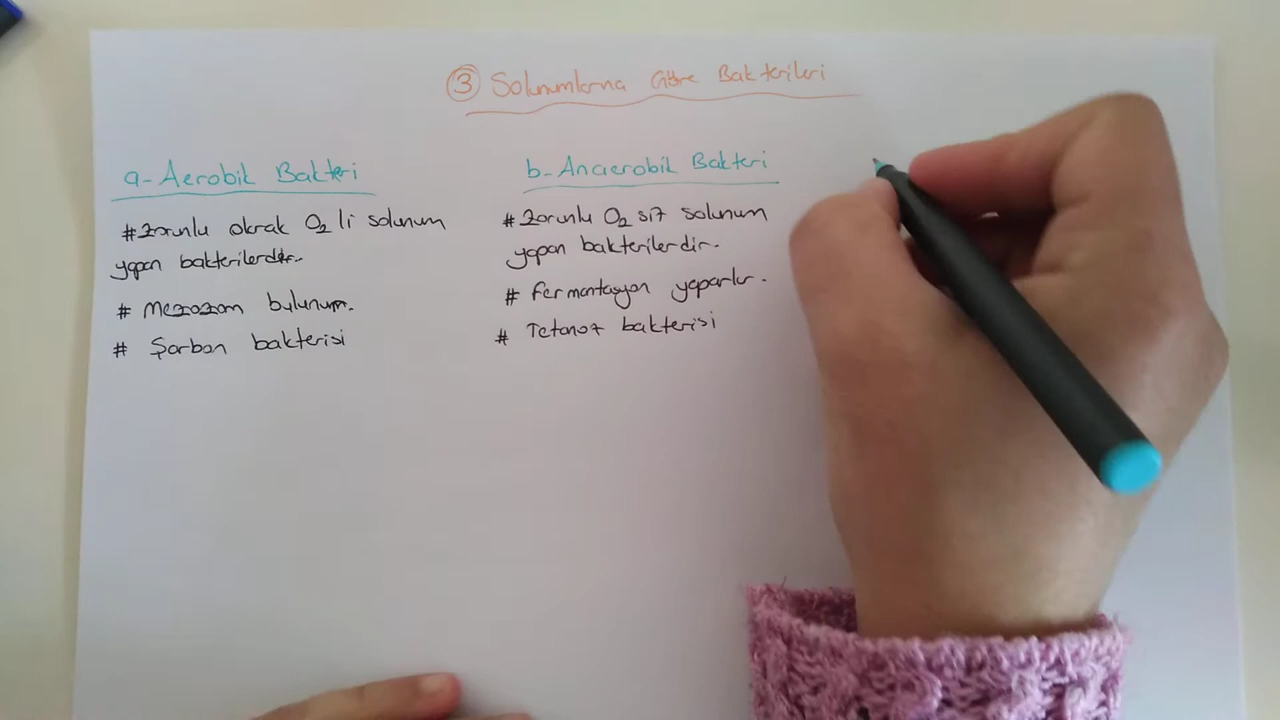 3 Solunumlarına Göre Bakterileri
a- Aerobik Bakteri
# Zorunlu olarak O2 li solunum
yapan bakterilerdir.
# Mezozom bulunur.
# Şarbon bakterisi
b- Anaerobik Bakteri
# Zorunlu O2 siz solunum
yapan bakterilerdir.
# Fermantasyon yaparlar.
# Tetanoz bakterisi